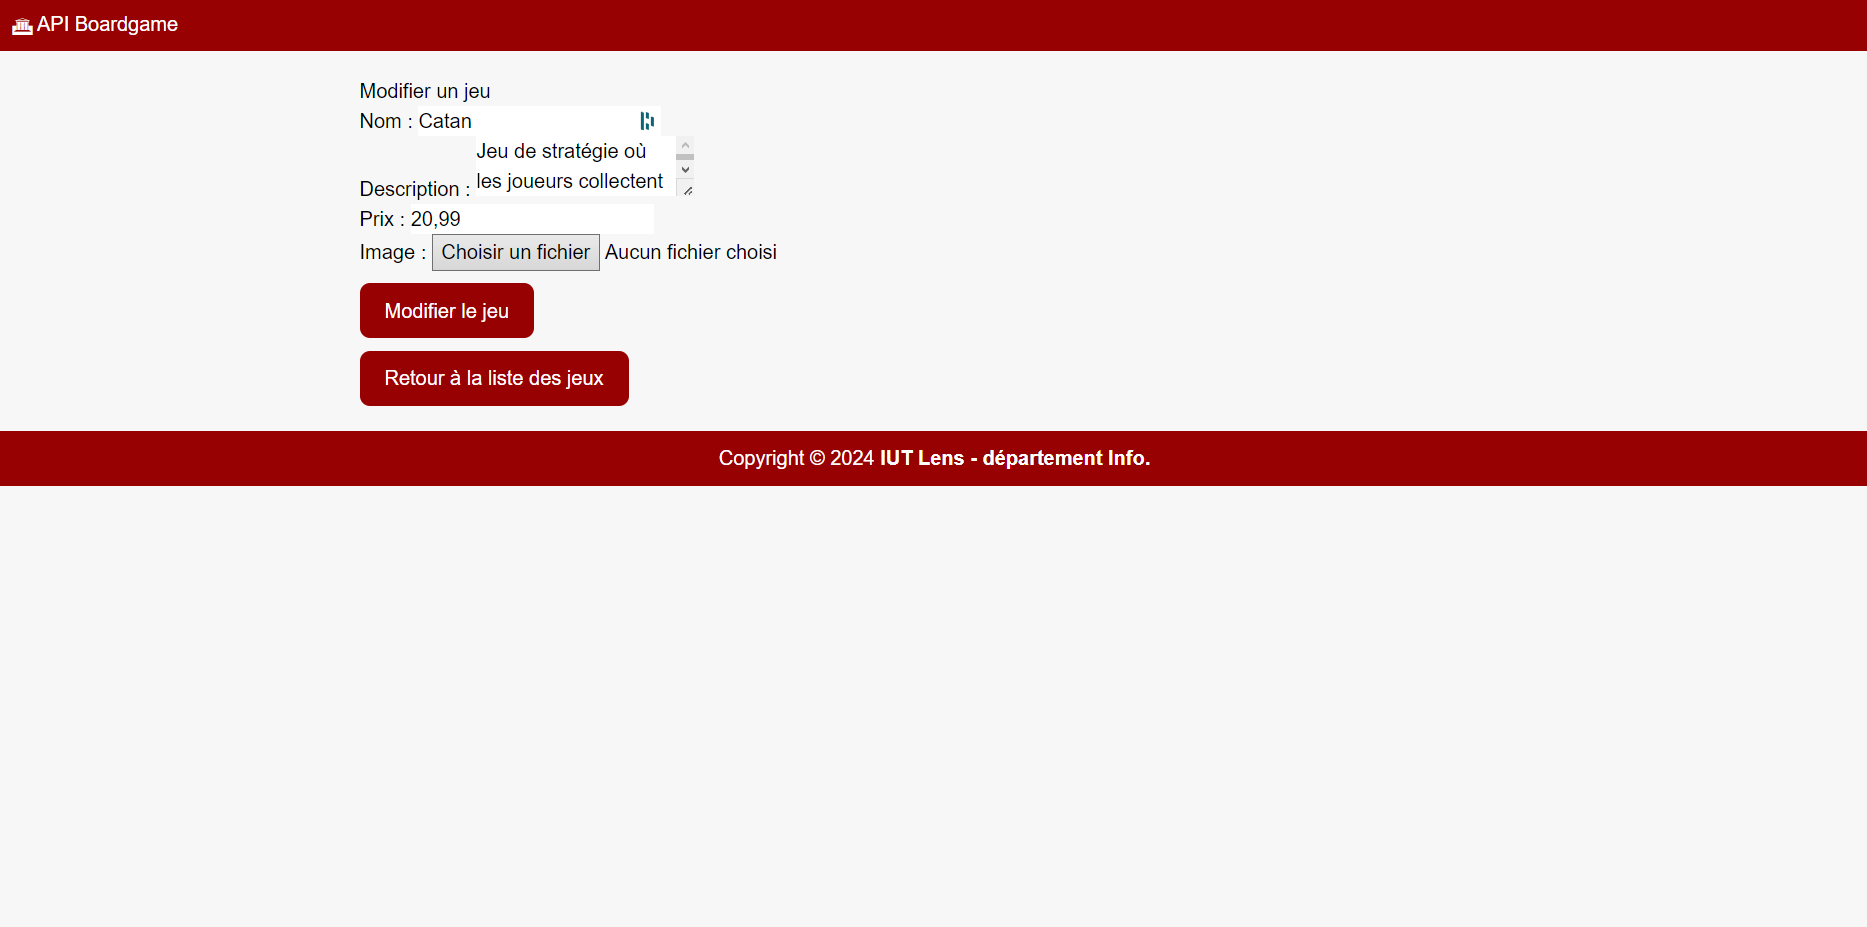 API Boardgame
Modifier un jeu
Nom : Catan
Jeu de stratégie où
les joueurs collectent
Description :
Prix : 20,99
Image : Choisir un fichier Aucun fichier choisi
Modifier le jeu
Retour à la liste des jeux
Copyright © 2024 IUT Lens - département Info.